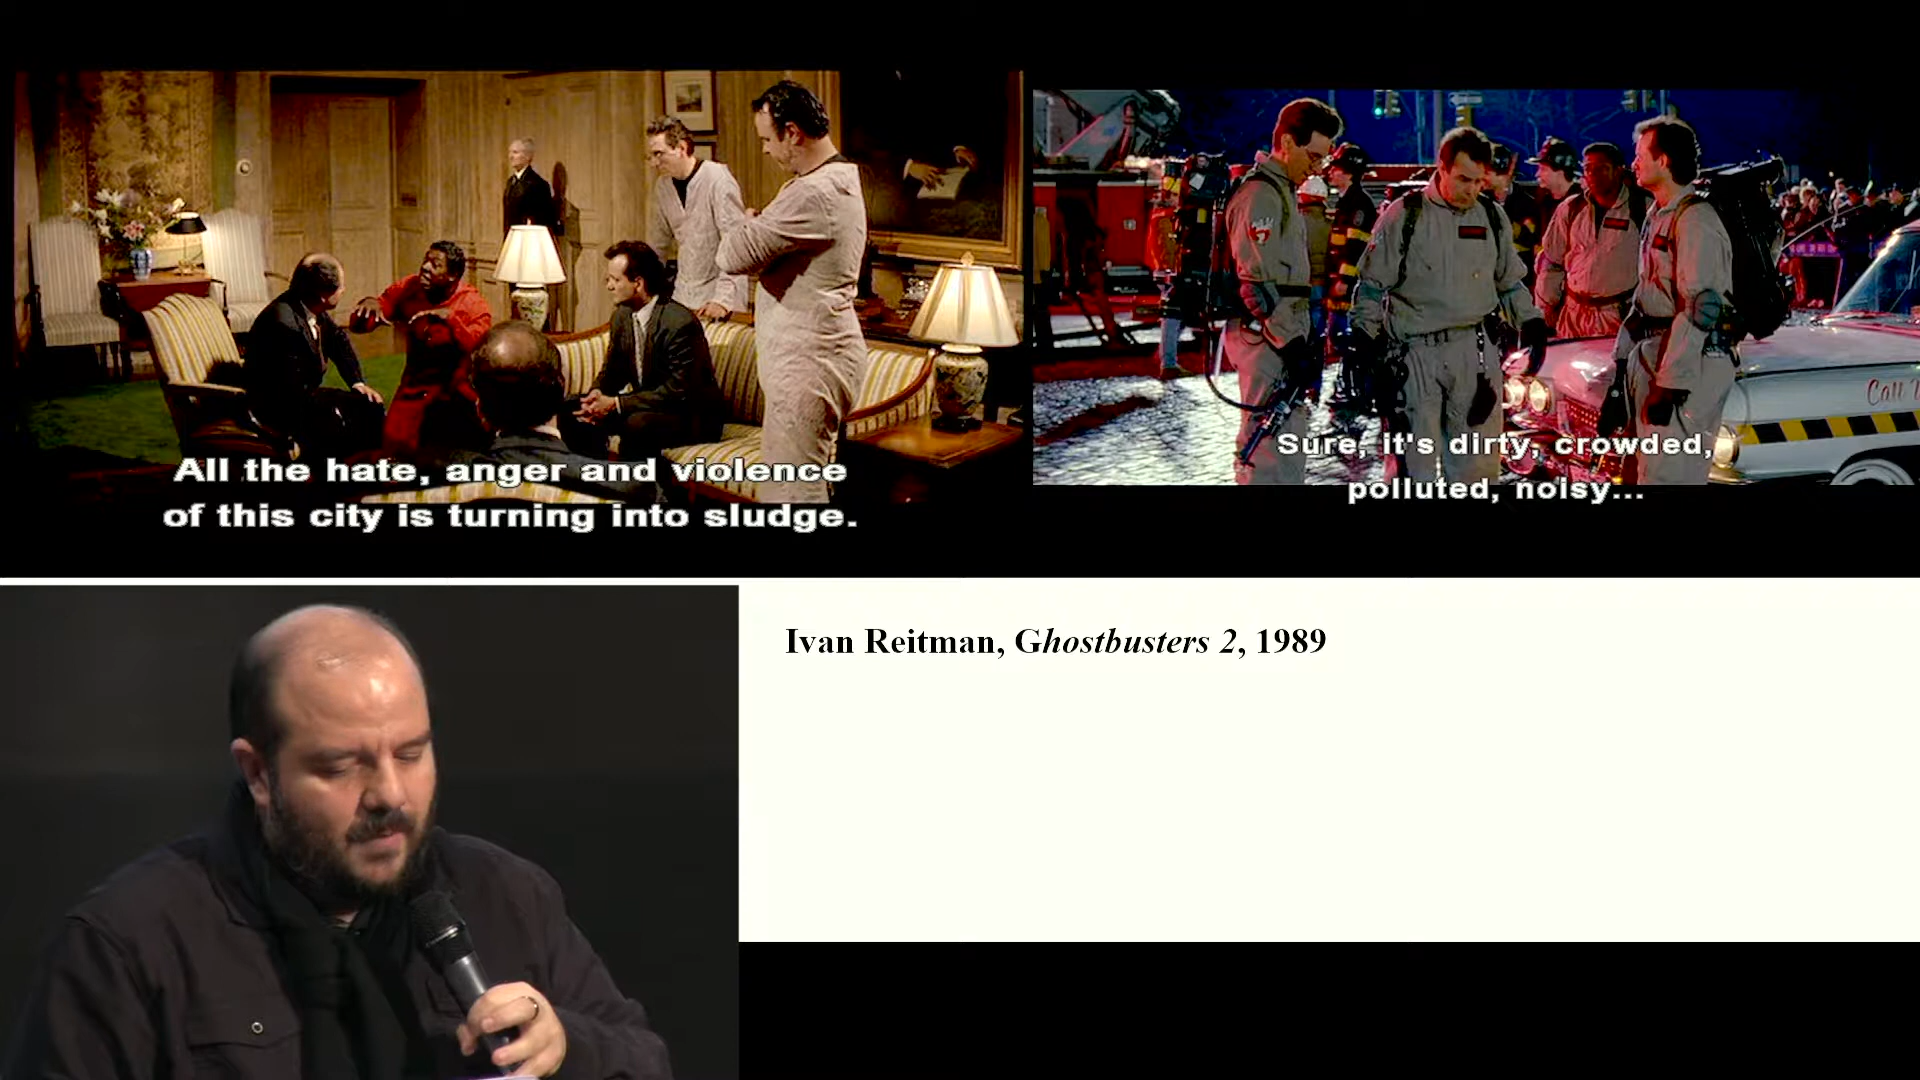 All the hate, anger and violence
of this city is turning into sludge.
Sure, it's dirty, crowded,
polluted, noisy...
Call
Ivan Reitman, Ghostbusters 2, 1989